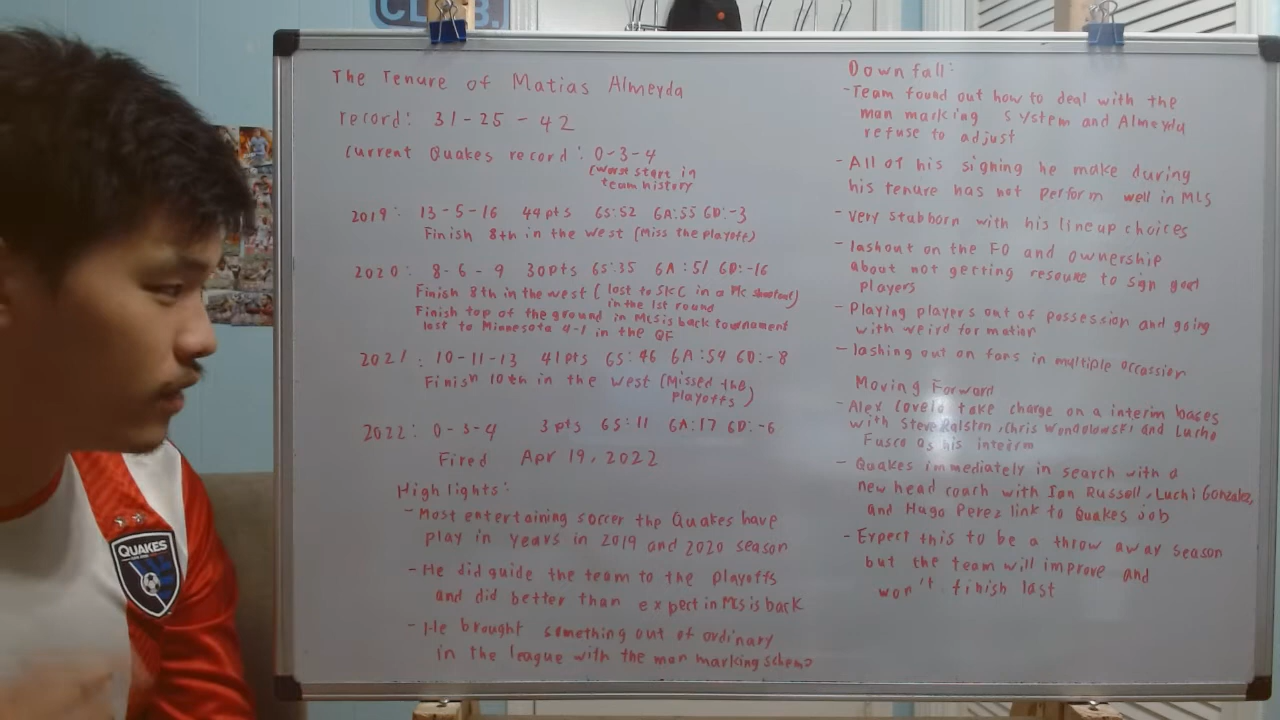 CLUB.
The Tenure of Matias Almeyda
record: 31-25-42
Current Quakes record: 0-3-4
(worst start in
team history
2019: 13-5-16 44pts GS:52 GA:55 GD:-3
Finish 8th in the West (Miss the playoff)
2020: 8-6-9 30pts GS:35 GA:51 GD:-16
Finish 8th in the west (lost to SKC in a PK shootout)
in the 1st round
Finish top of the ground in MLS is back tournament
lost to Minnesota 4-1 in the QF
2021: 10-11-13 41pts GS:46 GA:54 GD:-8
Finish 10th in the west (Missed the
playoffs)
2022: 0-3-4 3pts GS:11 GA:17 GD:-6
Fired Apr 19, 2022
Highlights:
-Most entertaining soccer the Quakes have
play in years in 2019 and 2020 season
-He did guide the team to the playoffs
and did better than expect in MLS is back
-He brought something out of ordinary
in the league with the man marking scheme
Downfall:
-Team found out how to deal with the
man marking system and Almeyda
refuse to adjust
-All of his signing he make during
his tenure has not perform well in MLS
-very stubborn with his lineup choices
-lashout on the FO and ownership
about not getting resource to sign good
players
-Playing players out of possession and going
with weird formation
-lashing out on fans in multiple occassion
Moving Forward
-Alex Covelo take charge on a interim bases
with Steve Ralston, Chris Wondolowski and Lucho
Fusco as his interim
-Quakes immediately in search with a
new head coach with Ian Russell, Luchi Gonzalez,
and Hugo Perez link to Quakes job
-Expect this to be a throw away season
but the team will improve and
won't finish last
QUAKES